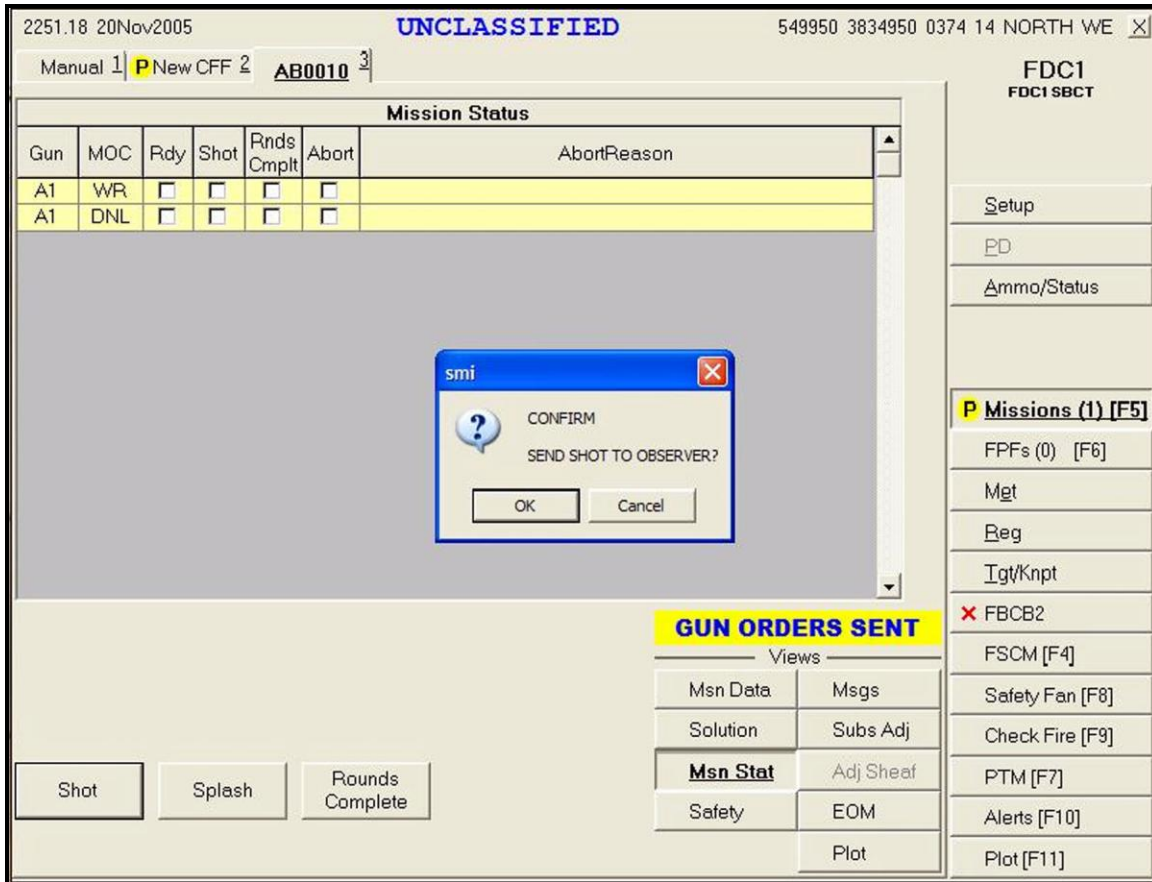 2251.18 20Nov2005 UNCLASSIFIED 549950 3834950 0374 14 NORTH WE X
Manual 1 P New CFF 2 AB0010 3
FDC1
FDC1 SBCT
Mission Status
Gun MOC Rdy Shot Rnds Cmplt Abort AbortReason
A1 WR
A1 DNL
Setup
PD
Ammo/Status
smi
CONFIRM
SEND SHOT TO OBSERVER?
OK Cancel
P Missions (1) [F5]
FPFs (0) [F6]
Met
Reg
Tgt/Knpt
FBCB2
FSCM [F4]
Safety Fan [F8]
Check Fire [F9]
PTM [F7]
Alerts [F10]
Plot [F11]
GUN ORDERS SENT
Views
Msn Data Msgs
Solution Subs Adj
Msn Stat Adj Sheaf
Safety EOM
Plot
Shot Splash Rounds Complete